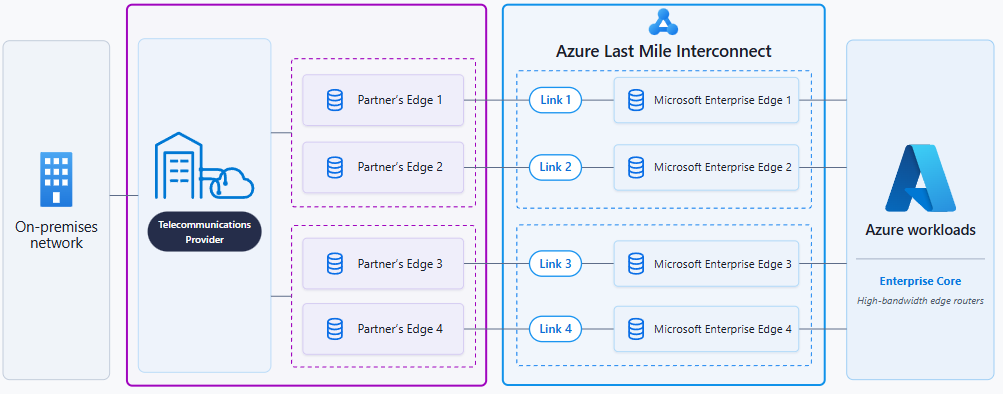 Azure Last Mile Interconnect
On-premises
network
Telecommunications
Provider
Partner's Edge 1
Partner's Edge 2
Partner's Edge 3
Partner's Edge 4
Link 1
Link 2
Link 3
Link 4
Microsoft Enterprise Edge 1
Microsoft Enterprise Edge 2
Microsoft Enterprise Edge 3
Microsoft Enterprise Edge 4
Azure workloads
Enterprise Core
High-bandwidth edge routers